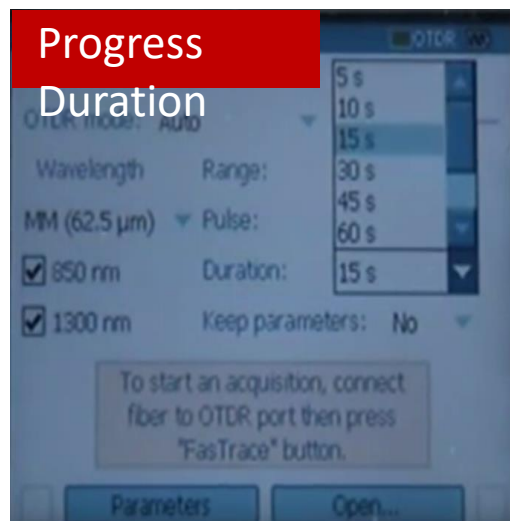 Progress
Duration
OTDR
OTDR mode: Auto
5 s
10 s
15 s
30 s
45 s
60 s
Wavelength
Range:
MM (62.5 µm)
Pulse:
850 nm
Duration:
15 s
1300 nm
Keep parameters: No
To start an acquisition, connect
fiber to OTDR port then press
"FasTrace" button.
Parameters
Open...